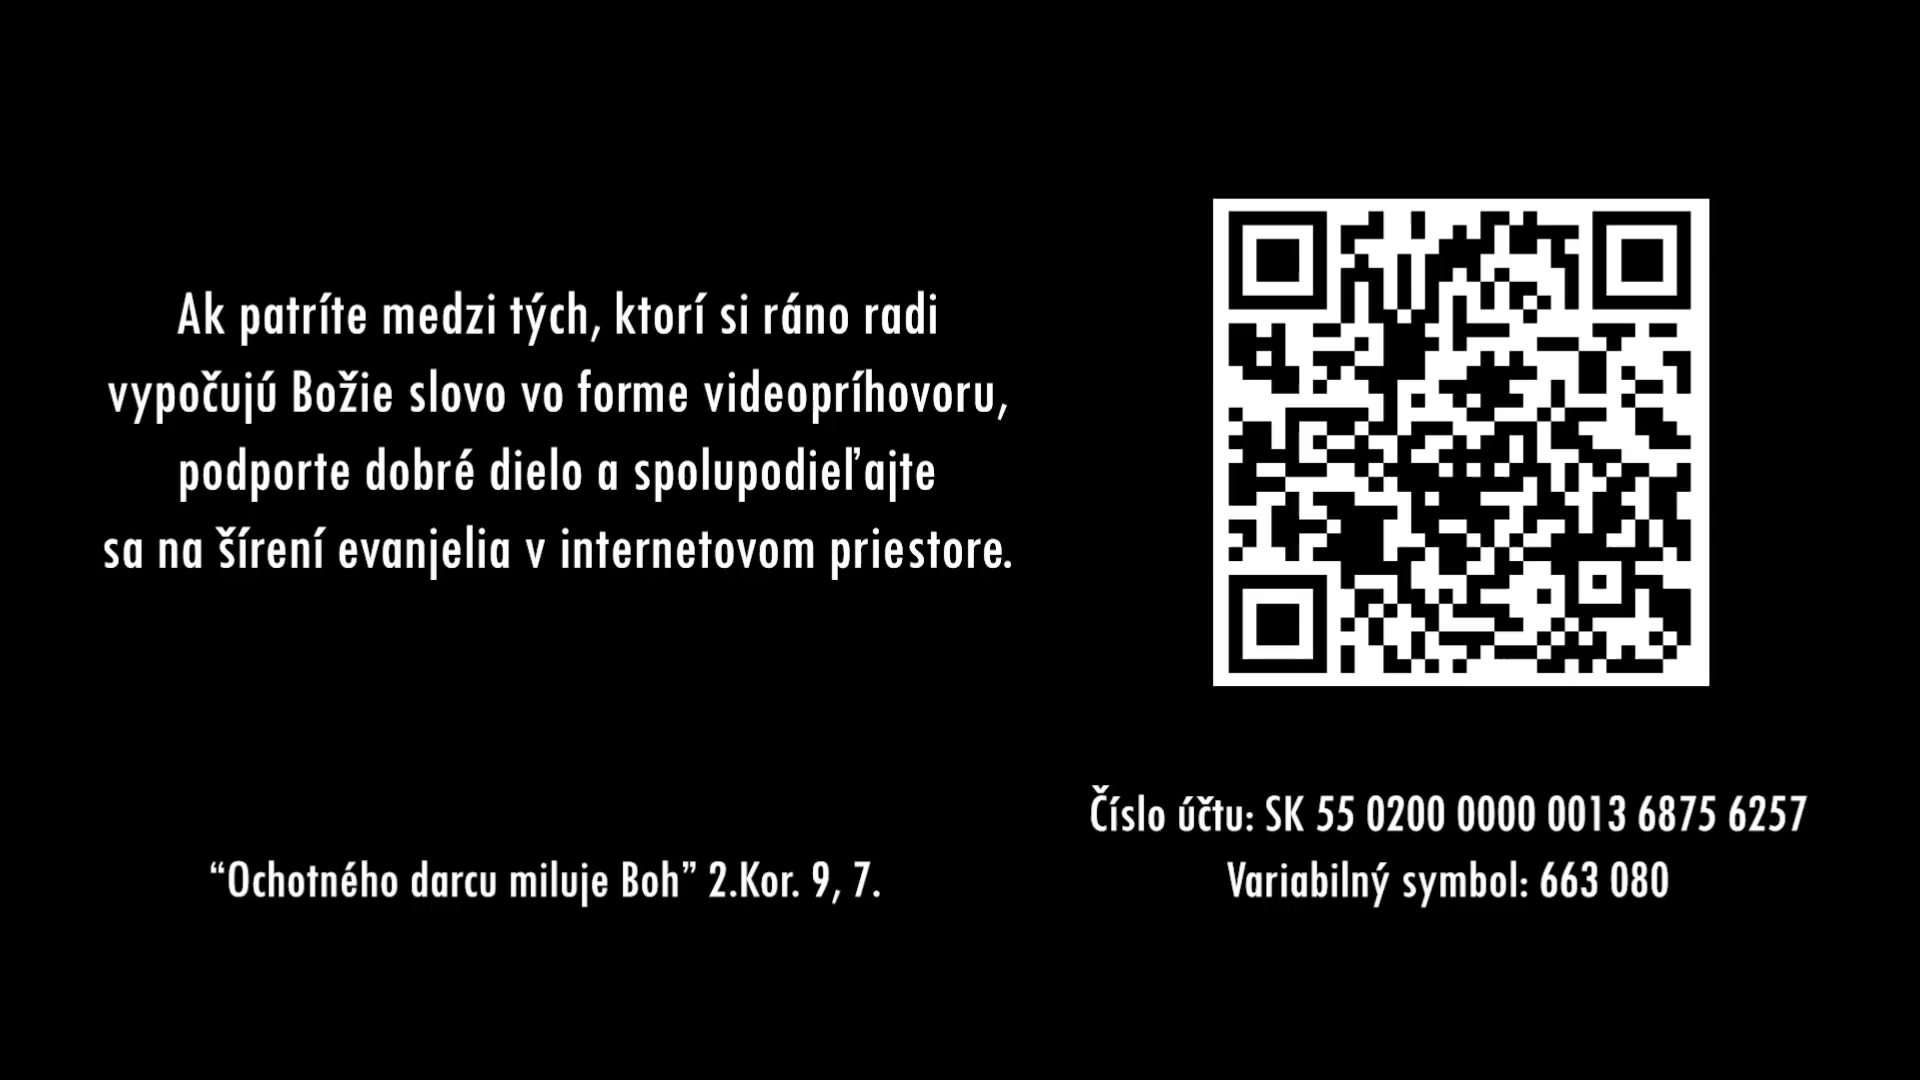 Ak patríte medzi tých, ktorí si ráno radi
vypočujú Božie slovo vo forme videopríhovoru,
podporte dobré dielo a spolupodieľajte
sa na šírení evanjelia v internetovom priestore.
“Ochotného darcu miluje Boh” 2.Kor. 9, 7.
Číslo účtu: SK 55 0200 0000 0013 6875 6257
Variabilný symbol: 663 080